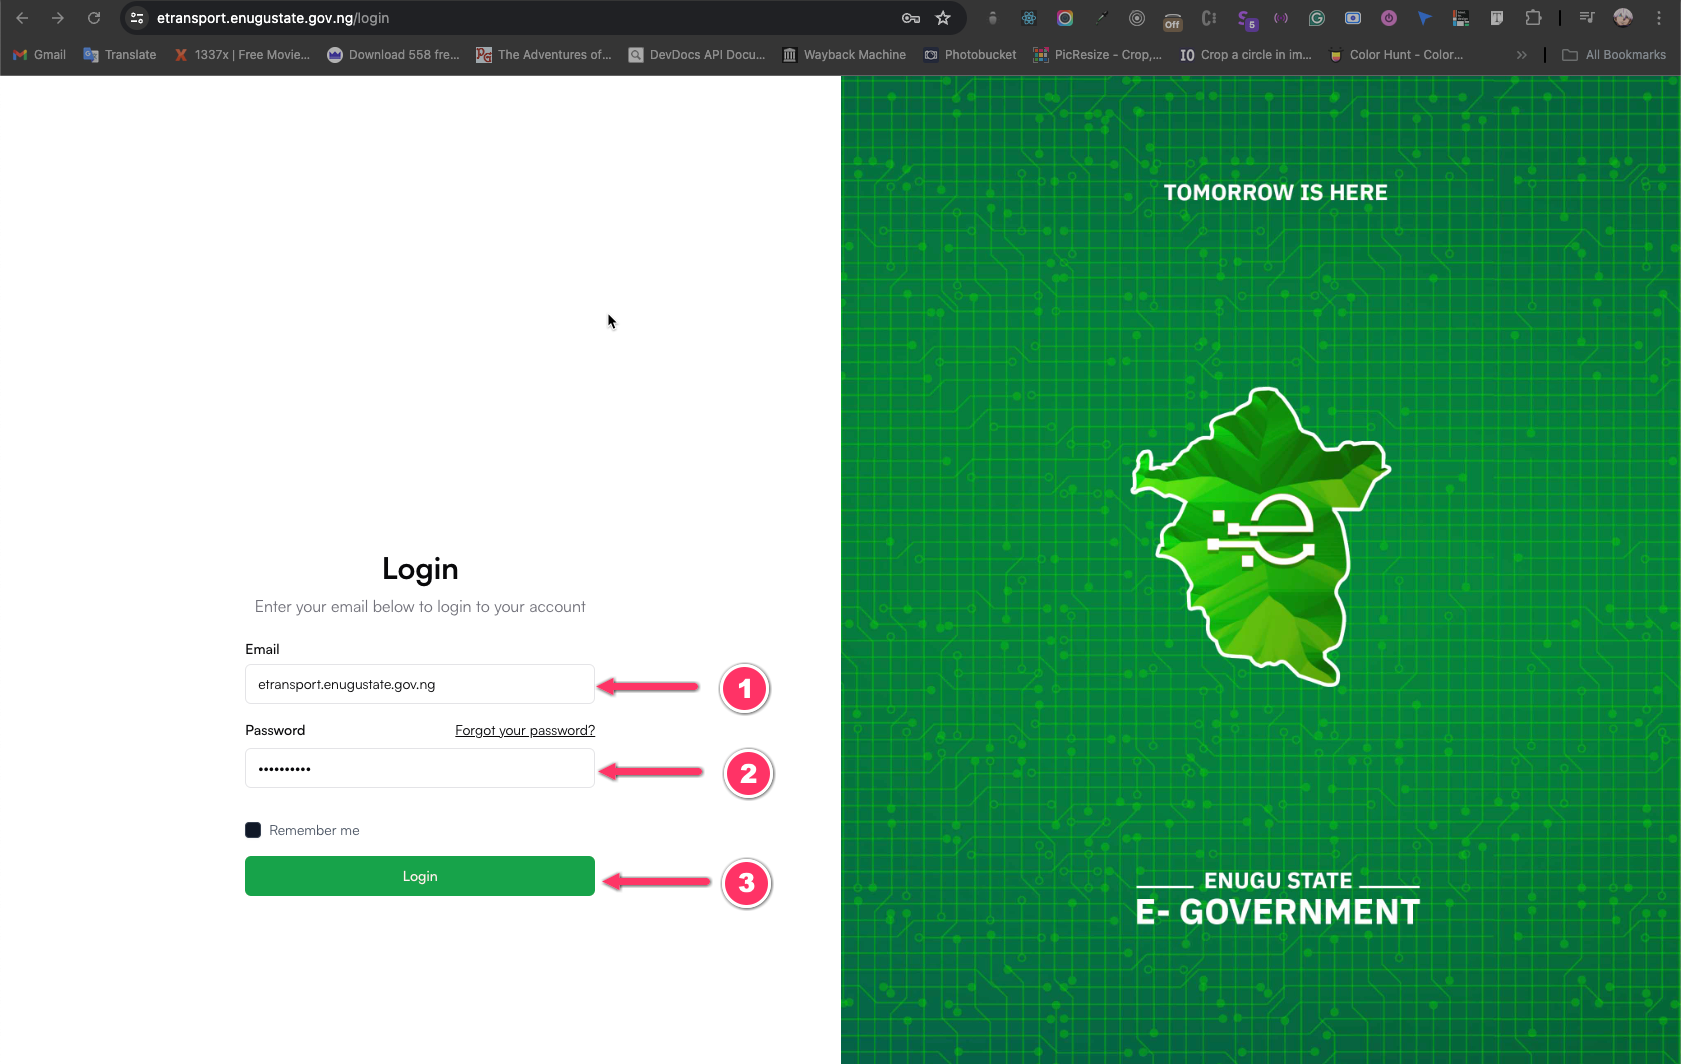 etransport.enugustate.gov.ng/login
Off
5
Gmail
Translate
1337x | Free Movie...
Download 558 fre...
The Adventures of...
DevDocs API Docu...
Wayback Machine
Photobucket
PicResize - Crop,...
IO Crop a circle in im...
Color Hunt - Color...
All Bookmarks
TOMORROW IS HERE
Login
Enter your email below to login to your account
Email
etransport.enugustate.gov.ng
1
Password
Forgot your password?
••••••••••
2
Remember me
Login
3
e
ENUGU STATE
E- GOVERNMENT